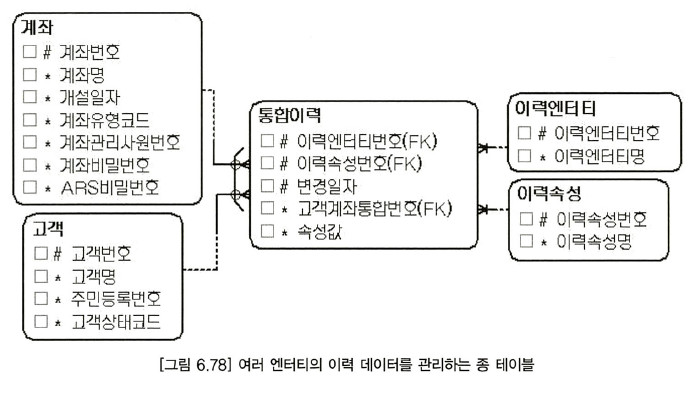 계좌
# 계좌번호
* 계좌명
* 개설일자
* 계좌유형코드
* 계좌관리사원번호
* 계좌비밀번호
* ARS비밀번호
고객
# 고객번호
* 고객명
* 주민등록번호
* 고객상태코드
통합이력
# 이력엔터티번호(FK)
# 이력속성번호(FK)
# 변경일자
* 고객계좌통합번호(FK)
* 속성값
이력엔터티
# 이력엔터티번호
* 이력엔터티명
이력속성
# 이력속성번호
* 이력속성명
[그림 6.78] 여러 엔터티의 이력 데이터를 관리하는 종 테이블